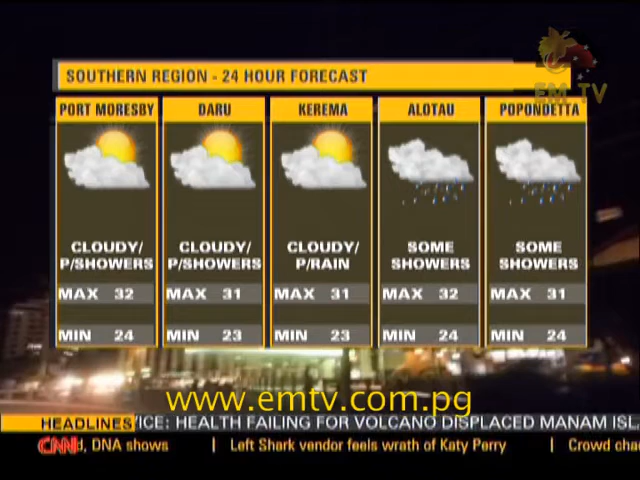 EM TV
SOUTHERN REGION - 24 HOUR FORECAST
PORT MORESBY
CLOUDY/
P/SHOWERS
MAX 32
MIN 24
DARU
CLOUDY/
P/SHOWERS
MAX 31
MIN 23
KEREMA
CLOUDY/
P/RAIN
MAX 31
MIN 23
ALOTAU
SOME
SHOWERS
MAX 32
MIN 24
POPONDETTA
SOME
SHOWERS
MAX 31
MIN 24
www.emtv.com.pg
HEADLINES ICE: HEALTH FAILING FOR VOLCANO DISPLACED MANAM ISL
CNN d, DNA shows | Left Shark vendor feels wrath of Katy Perry | Crowd chac